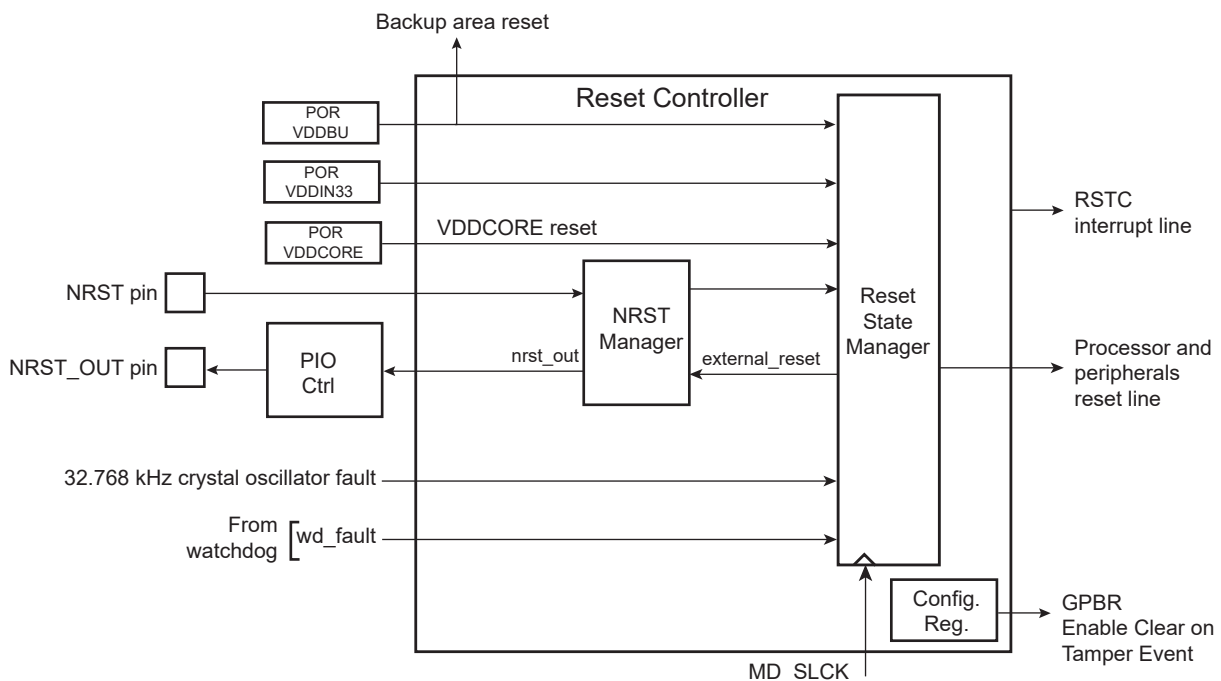 Backup area reset
Reset Controller
POR
VDDBU
POR
VDDIN33
POR
VDDCORE
VDDCORE reset
RSTC
interrupt line
NRST pin
NRST
Manager
Reset
State
Manager
NRST_OUT pin
PIO
Ctrl
nrst_out
external_reset
Processor and
peripherals
reset line
32.768 kHz crystal oscillator fault
From
watchdog
wd_fault
Config.
Reg.
GPBR
Enable Clear on
Tamper Event
MD_SLCK